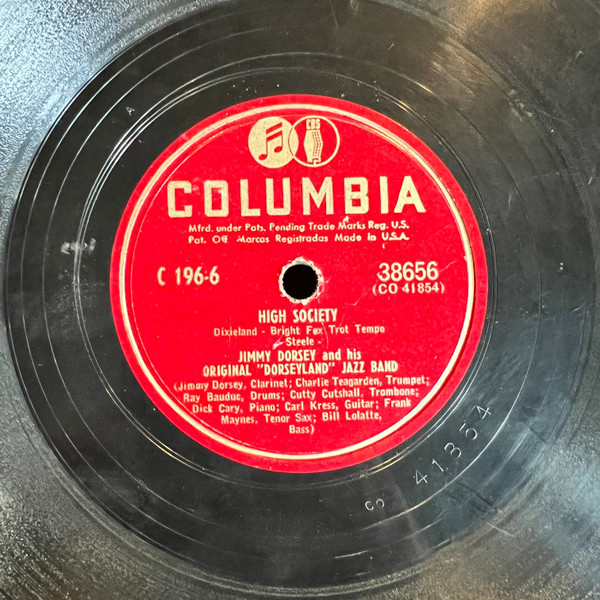 A
CBS
COLUMBIA
Mfrd. under Pats. Pending Trade Marks Reg. U.S.
Pat. Off Marcas Registradas Made in U.S.A.
C 196-6
38656
(CO 41854)
HIGH SOCIETY
Dixieland - Bright Fox Trot Tempo
- Steele -
JIMMY DORSEY and his
ORIGINAL "DORSEYLAND" JAZZ BAND
(Jimmy Dorsey, Clarinet; Charlie Teagarden, Trumpet;
Ray Bauduc, Drums; Cutty Cutshall, Trombone;
Dick Cary, Piano; Carl Kress, Guitar; Frank
Maynes, Tenor Sax; Bill Lolatte,
Bass)
CO 41854